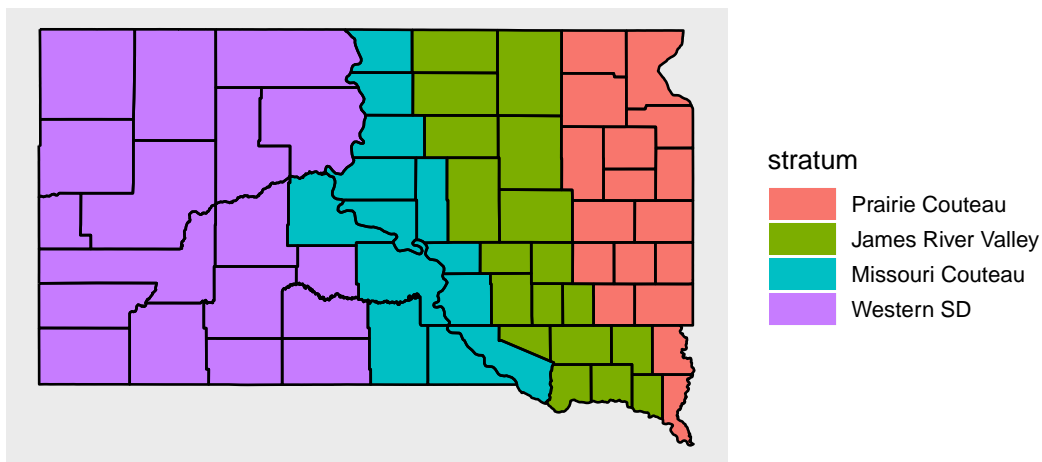 stratum
Prairie Couteau
James River Valley
Missouri Couteau
Western SD